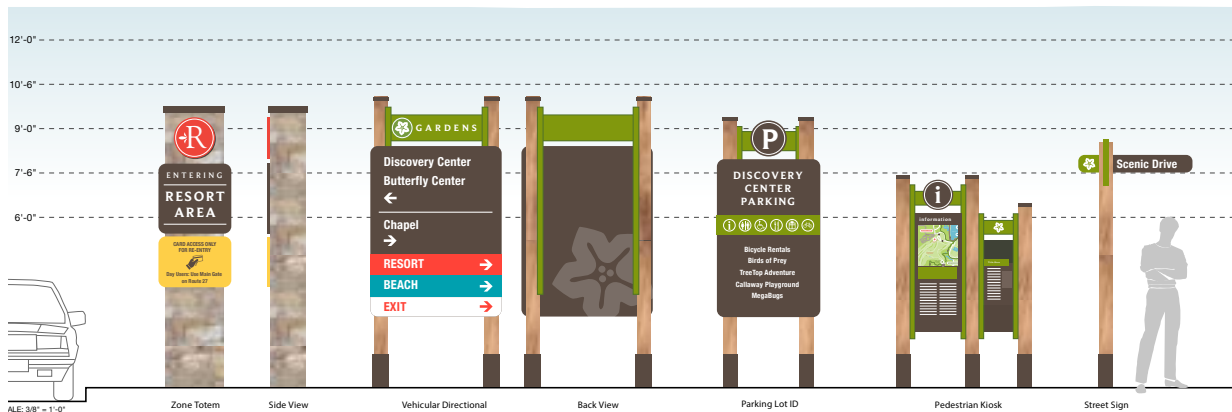 12'-0"
10'-6"
9'-0"
7'-6"
6'-0"
R
ENTERING
RESORT
AREA
CARD ACCESS ONLY
FOR RE-ENTRY
Day Users: Use Main Gate
on Route 27
GARDENS
Discovery Center
Butterfly Center
←
Chapel
→
RESORT →
BEACH →
EXIT →
P
DISCOVERY
CENTER
PARKING
i
Bicycle Rentals
Birds of Prey
TreeTop Adventure
Callaway Playground
MegaBugs
i
Information
Scenic Drive
ALE: 3/8" = 1'-0"
Zone Totem
Side View
Vehicular Directional
Back View
Parking Lot ID
Pedestrian Kiosk
Street Sign